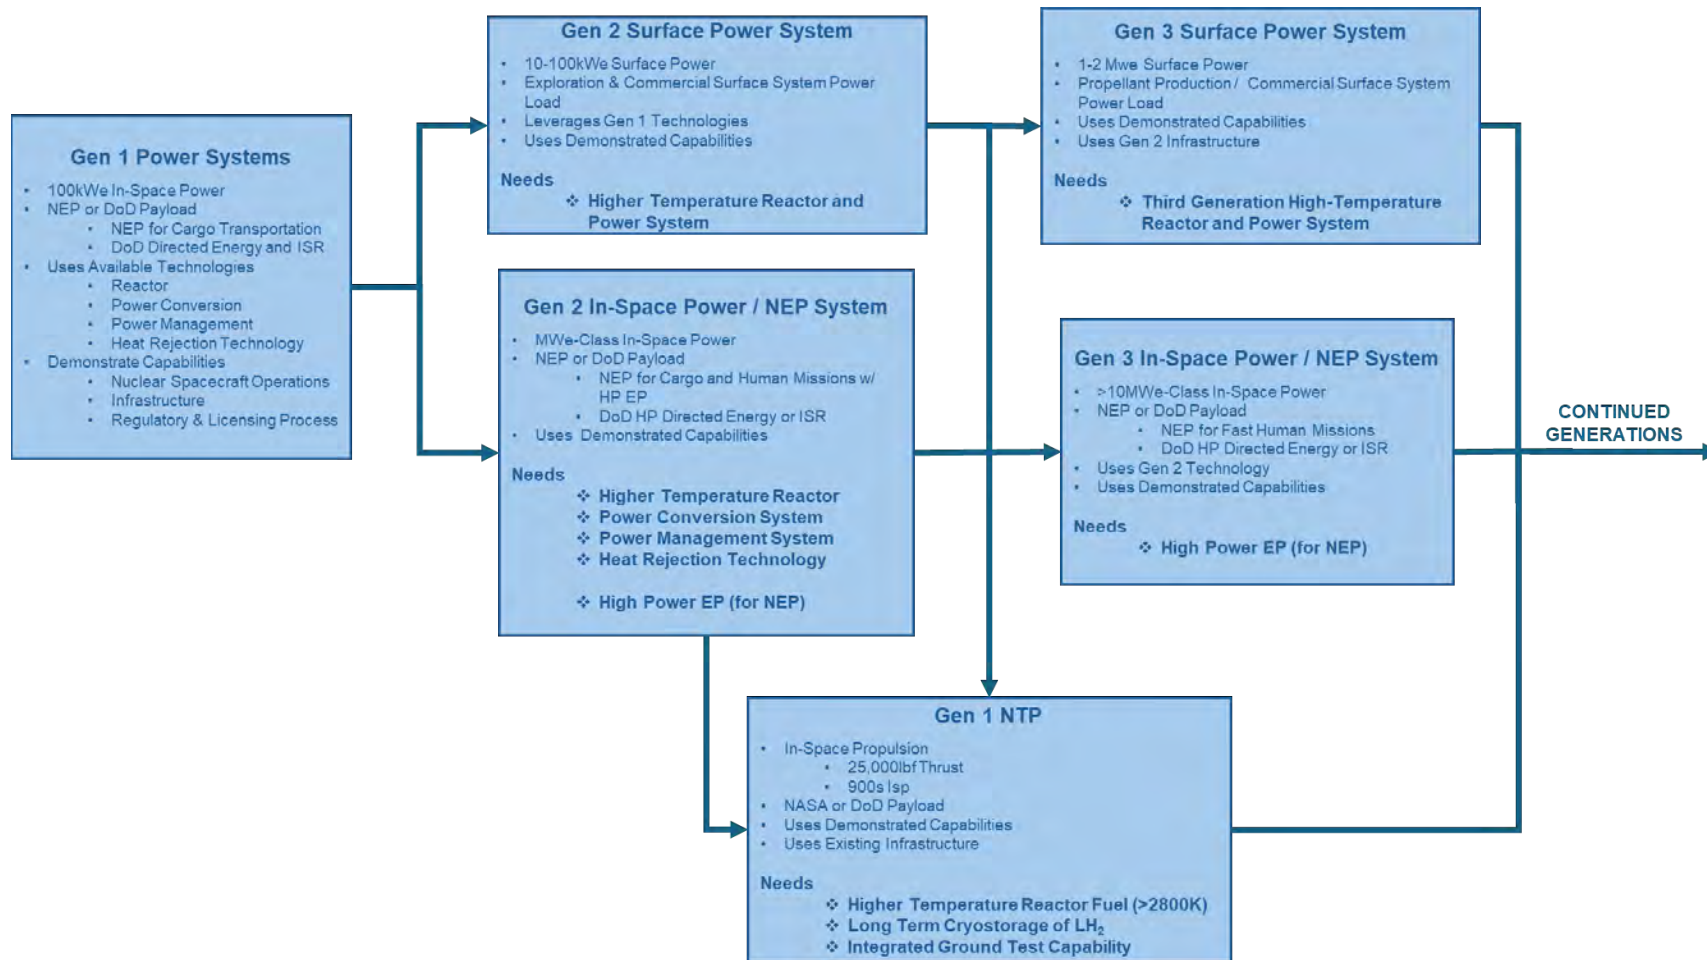 Gen 1 Power Systems
• 100kWe In-Space Power
• NEP or DoD Payload
• NEP for Cargo Transportation
• DoD Directed Energy and ISR
• Uses Available Technologies
• Reactor
• Power Conversion
• Power Management
• Heat Rejection Technology
• Demonstrate Capabilities
• Nuclear Spacecraft Operations
• Infrastructure
• Regulatory & Licensing Process
Gen 2 Surface Power System
• 10-100kWe Surface Power
• Exploration & Commercial Surface System Power
Load
• Leverages Gen 1 Technologies
• Uses Demonstrated Capabilities
Needs
❖ Higher Temperature Reactor and
Power System
Gen 2 In-Space Power / NEP System
• MWe-Class In-Space Power
• NEP or DoD Payload
• NEP for Cargo and Human Missions w/
HP EP
• DoD HP Directed Energy or ISR
• Uses Demonstrated Capabilities
Needs
❖ Higher Temperature Reactor
❖ Power Conversion System
❖ Power Management System
❖ Heat Rejection Technology
❖ High Power EP (for NEP)
Gen 3 Surface Power System
• 1-2 Mwe Surface Power
• Propellant Production / Commercial Surface System
Power Load
• Uses Demonstrated Capabilities
• Uses Gen 2 Infrastructure
Needs
❖ Third Generation High-Temperature
Reactor and Power System
Gen 3 In-Space Power / NEP System
• >10MWe-Class In-Space Power
• NEP or DoD Payload
• NEP for Fast Human Missions
• DoD HP Directed Energy or ISR
• Uses Gen 2 Technology
• Uses Demonstrated Capabilities
Needs
❖ High Power EP (for NEP)
CONTINUED
GENERATIONS
Gen 1 NTP
• In-Space Propulsion
• 25,000lbf Thrust
• 900s Isp
• NASA or DoD Payload
• Uses Demonstrated Capabilities
• Uses Existing Infrastructure
Needs
❖ Higher Temperature Reactor Fuel (>2800K)
❖ Long Term Cryostorage of LH₂
❖ Integrated Ground Test Capability